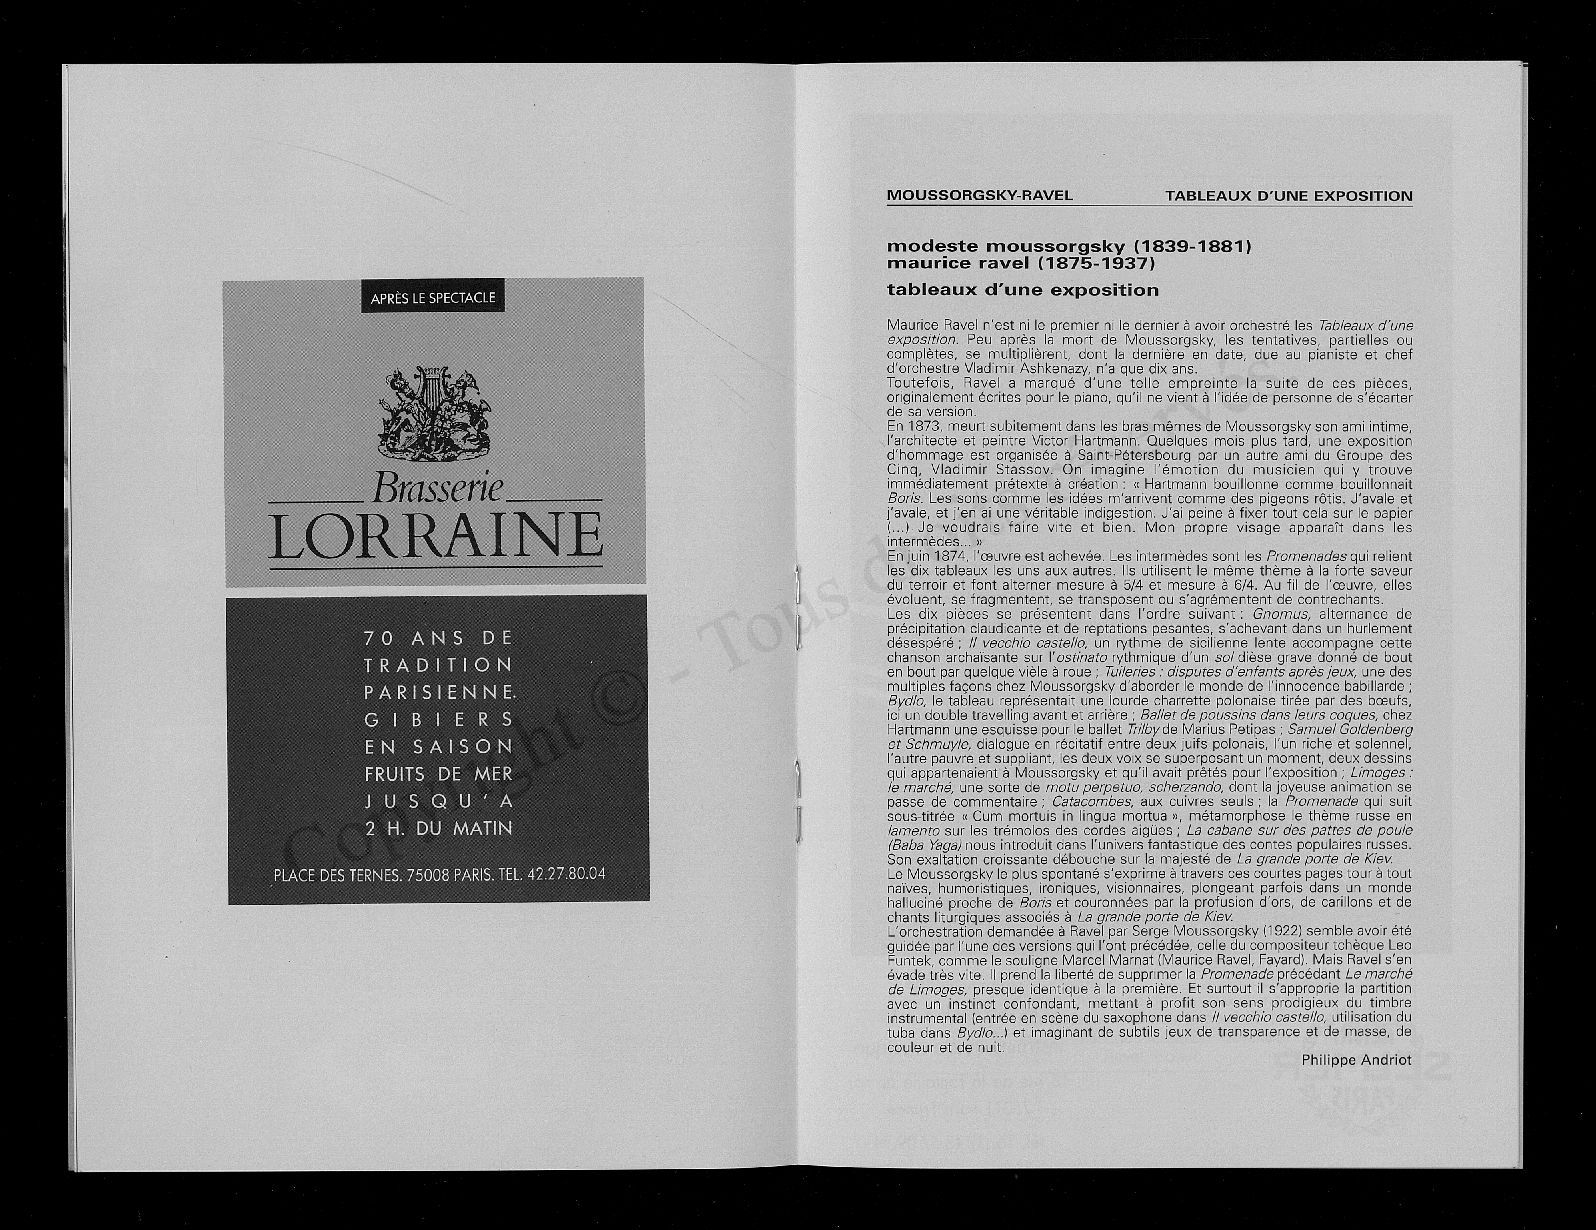 APRÈS LE SPECTACLE
Brasserie
LORRAINE
70 ANS DE
TRADITION
PARISIENNE.
GIBIERS
EN SAISON
FRUITS DE MER
JUSQU'A
2 H. DU MATIN
PLACE DES TERNES. 75008 PARIS. TEL. 42.27.80.04
Copyright © - Tous droits réservés
MOUSSORGSKY-RAVEL TABLEAUX D'UNE EXPOSITION
modeste moussorgsky (1839-1881)
maurice ravel (1875-1937)
tableaux d'une exposition
Maurice Ravel n'est ni le premier ni le dernier à avoir orchestré les Tableaux d'une
exposition. Peu après la mort de Moussorgsky, les tentatives, partielles ou
complètes, se multiplièrent, dont la dernière en date, due au pianiste et chef
d'orchestre Vladimir Ashkenazy, n'a que dix ans.
Toutefois, Ravel a marqué d'une telle empreinte la suite de ces pièces,
originalement écrites pour le piano, qu'il ne vient à l'idée de personne de s'écarter
de sa version.
En 1873, meurt subitement dans les bras mêmes de Moussorgsky son ami intime,
l'architecte et peintre Victor Hartmann. Quelques mois plus tard, une exposition
d'hommage est organisée à Saint-Pétersbourg par un autre ami du Groupe des
Cinq, Vladimir Stassov. On imagine l'émotion du musicien qui y trouve
immédiatement prétexte à création : « Hartmann bouillonne comme bouillonnait
Boris. Les sons comme les idées m'arrivent comme des pigeons rôtis. J'avale et
j'avale, et j'en ai une véritable indigestion. J'ai peine à fixer tout cela sur le papier
(...) Je voudrais faire vite et bien. Mon propre visage apparaît dans les
intermèdes... »
En juin 1874, l'œuvre est achevée. Les intermèdes sont les Promenades qui relient
les dix tableaux les uns aux autres. Ils utilisent le même thème à la forte saveur
du terroir et font alterner mesure à 5/4 et mesure à 6/4. Au fil de l'œuvre, elles
évoluent, se fragmentent, se transposent ou s'agrémentent de contrechants.
Les dix pièces se présentent dans l'ordre suivant : Gnomus, alternance de
précipitation claudicante et de reptations pesantes, s'achevant dans un hurlement
désespéré ; Il vecchio castello, un rythme de sicilienne lente accompagne cette
chanson archaïsante sur l'ostinato rythmique d'un sol dièse grave donné de bout
en bout par quelque vièle à roue ; Tuileries : disputes d'enfants après jeux, une des
multiples façons chez Moussorgsky d'aborder le monde de l'innocence babillarde ;
Bydlo, le tableau représentait une lourde charrette polonaise tirée par des bœufs,
ici un double travelling avant et arrière ; Ballet de poussins dans leurs coques, chez
Hartmann une esquisse pour le ballet Trilby de Marius Petipas ; Samuel Goldenberg
et Schmuyle, dialogue en récitatif entre deux juifs polonais, l'un riche et solennel,
l'autre pauvre et suppliant, les deux voix se superposant un moment, deux dessins
qui appartenaient à Moussorgsky et qu'il avait prêtés pour l'exposition ; Limoges :
le marché, une sorte de motu perpetuo, scherzando, dont la joyeuse animation se
passe de commentaire ; Catacombes, aux cuivres seuls ; la Promenade qui suit
sous-titrée « Cum mortuis in lingua mortua », métamorphose le thème russe en
lamento sur les trémolos des cordes aigües ; La cabane sur des pattes de poule
(Baba Yaga) nous introduit dans l'univers fantastique des contes populaires russes.
Son exaltation croissante débouche sur la majesté de La grande porte de Kiev.
Le Moussorgsky le plus spontané s'exprime à travers ces courtes pages tour à tout
naïves, humoristiques, ironiques, visionnaires, plongeant parfois dans un monde
halluciné proche de Boris et couronnées par la profusion d'ors, de carillons et de
chants liturgiques associés à La grande porte de Kiev.
L'orchestration demandée à Ravel par Serge Moussorgsky (1922) semble avoir été
guidée par l'une des versions qui l'ont précédée, celle du compositeur tchèque Leo
Funtek, comme le souligne Marcel Marnat (Maurice Ravel, Fayard). Mais Ravel s'en
évade très vite. Il prend la liberté de supprimer la Promenade précédant Le marché
de Limoges, presque identique à la première. Et surtout il s'approprie la partition
avec un instinct confondant, mettant à profit son sens prodigieux du timbre
instrumental (entrée en scène du saxophone dans Il vecchio castello, utilisation du
tuba dans Bydlo...) et imaginant de subtils jeux de transparence et de masse, de
couleur et de nuit.
Philippe Andriot